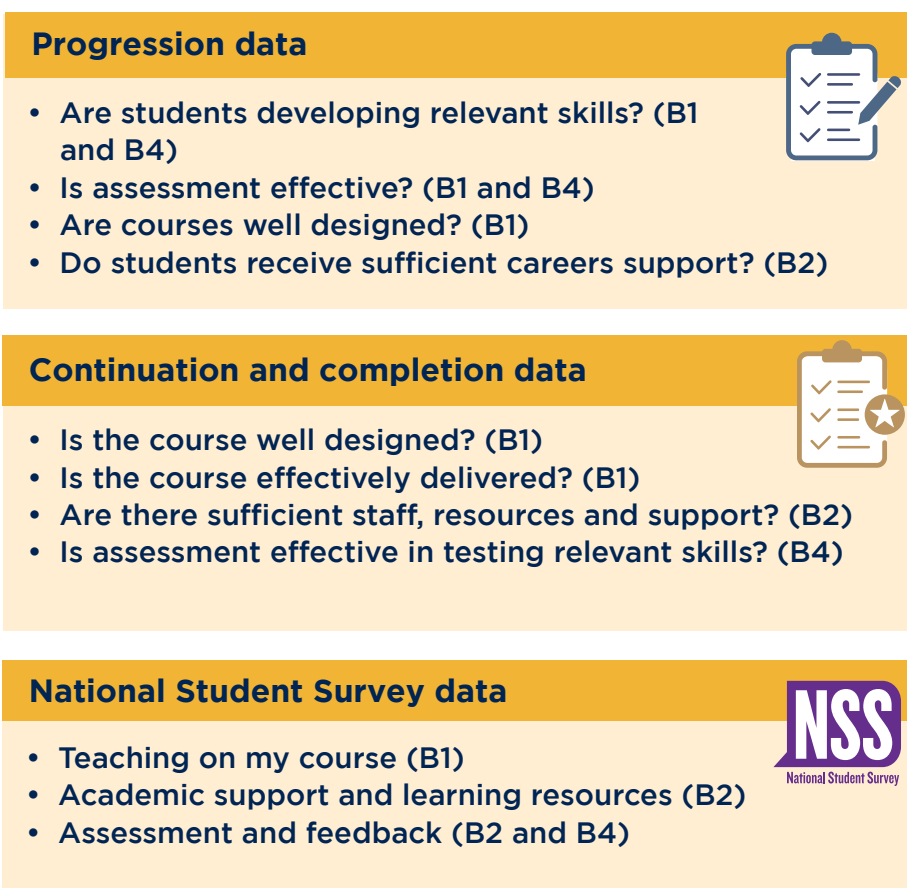 Progression data
• Are students developing relevant skills? (B1
and B4)
• Is assessment effective? (B1 and B4)
• Are courses well designed? (B1)
• Do students receive sufficient careers support? (B2)
Continuation and completion data
• Is the course well designed? (B1)
• Is the course effectively delivered? (B1)
• Are there sufficient staff, resources and support? (B2)
• Is assessment effective in testing relevant skills? (B4)
National Student Survey data
NSS
National Student Survey
• Teaching on my course (B1)
• Academic support and learning resources (B2)
• Assessment and feedback (B2 and B4)